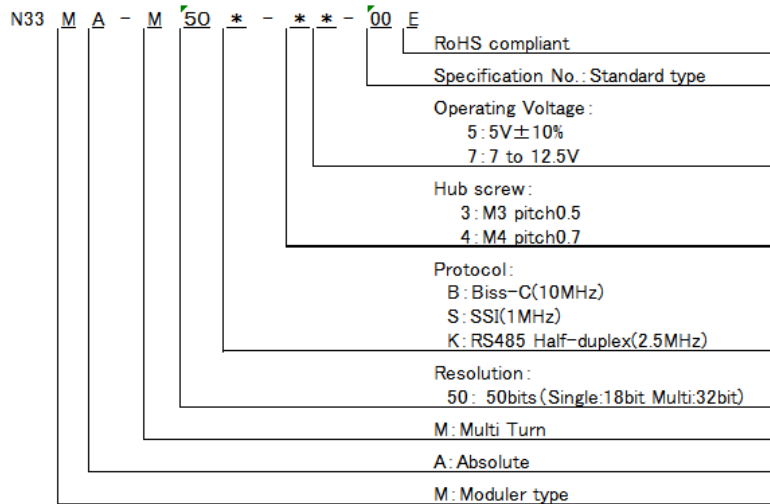 N33 M A - M 50 * - * * - 00 E
RoHS compliant
Specification No.: Standard type
Operating Voltage:
5:5V±10%
7:7 to 12.5V
Hub screw:
3:M3 pitch0.5
4:M4 pitch0.7
Protocol:
B:Biss-C(10MHz)
S:SSI(1MHz)
K:RS485 Half-duplex(2.5MHz)
Resolution:
50: 50bits(Single:18bit Multi:32bit)
M:Multi Turn
A:Absolute
M:Moduler type